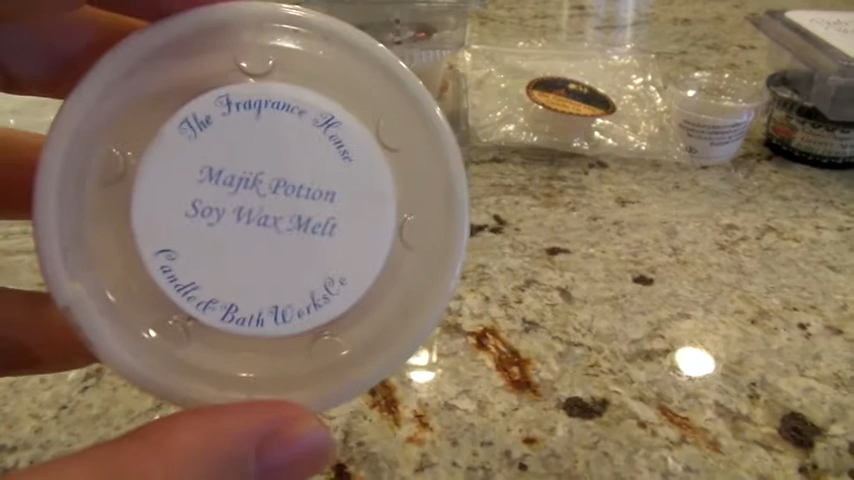 The Fragrance House
Majik Potion
Soy Wax Melt
Candle & Bath Works Co